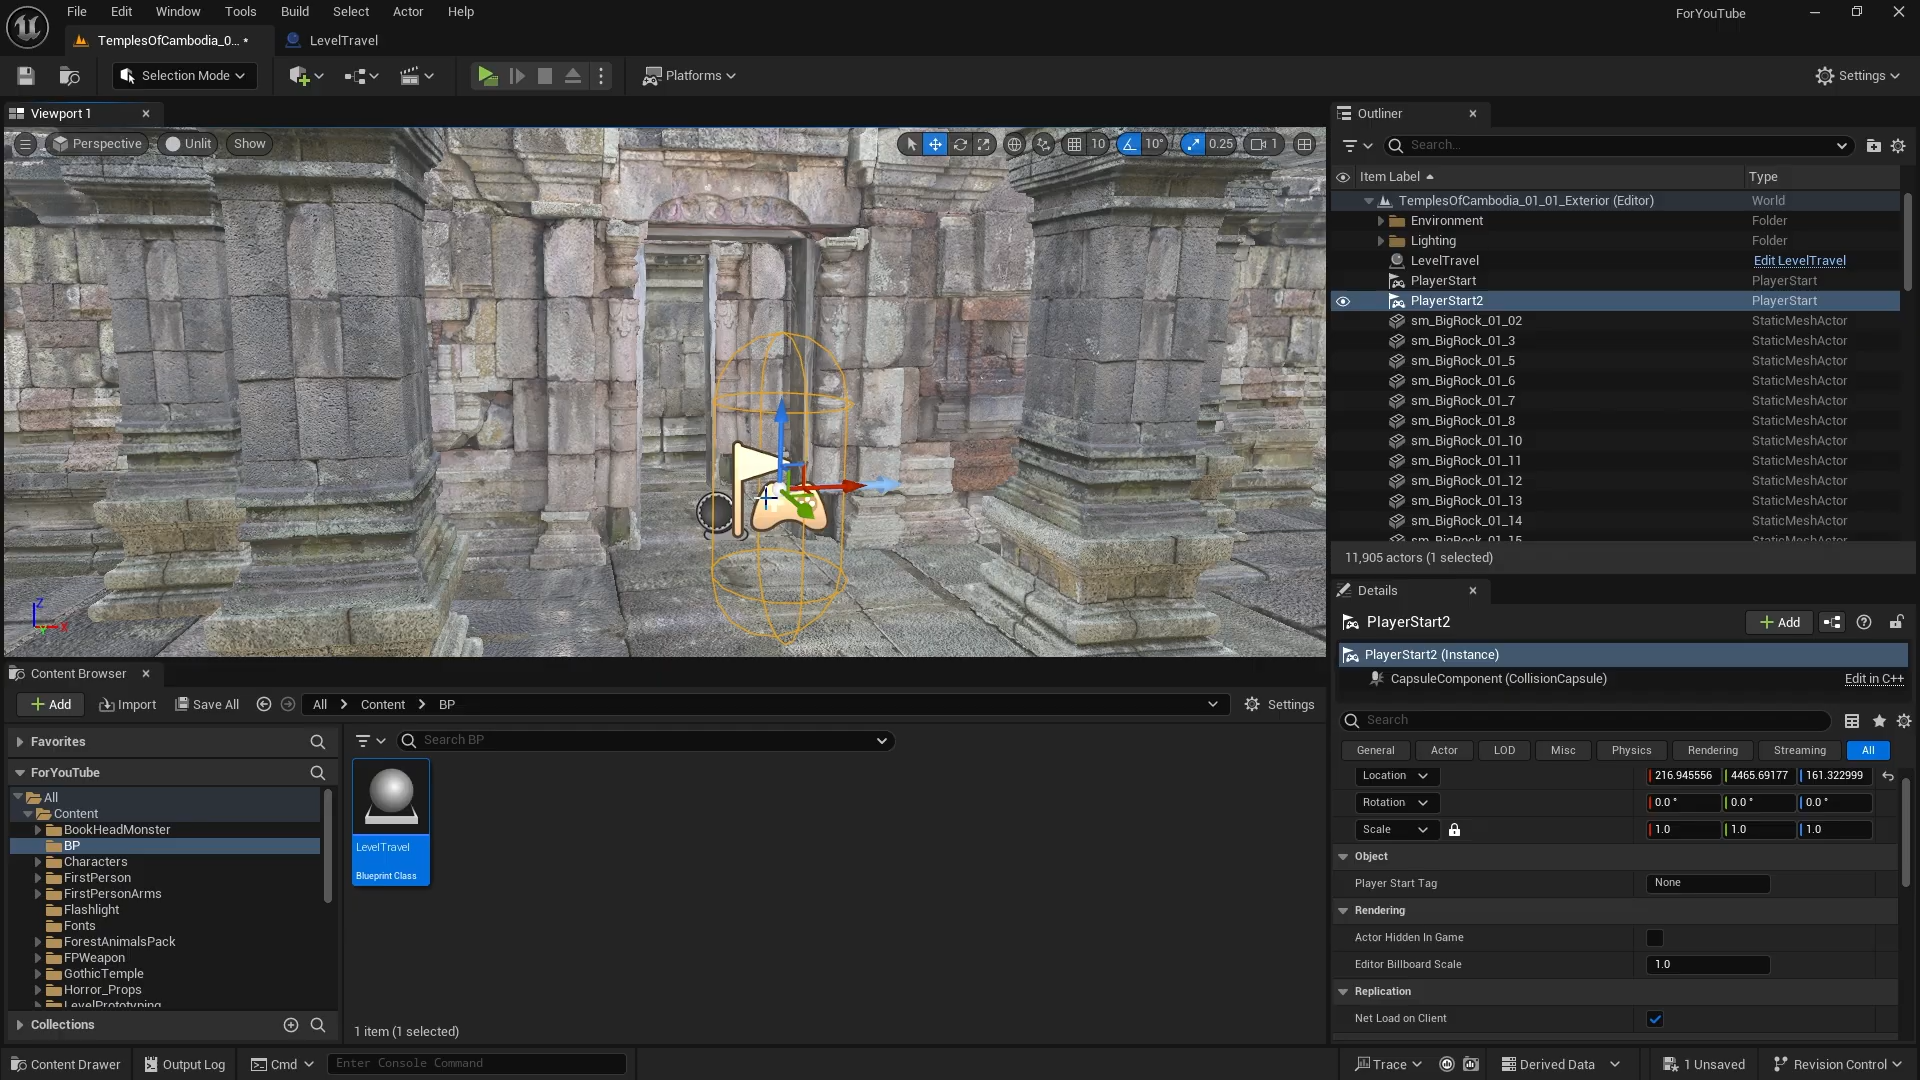 File Edit Window Tools Build Select Actor Help
ForYouTube
TemplesOfCambodia_0... •
LevelTravel
Selection Mode
Platforms
Settings
Viewport 1
Perspective
Unlit
Show
10
10°
0.25
1
Z
X
Outliner
Search...
Item Label
Type
TemplesOfCambodia_01_01_Exterior (Editor) World
Environment Folder
Lighting Folder
LevelTravel Edit LevelTravel
PlayerStart PlayerStart
PlayerStart2 PlayerStart
sm_BigRock_01_02 StaticMeshActor
sm_BigRock_01_3 StaticMeshActor
sm_BigRock_01_5 StaticMeshActor
sm_BigRock_01_6 StaticMeshActor
sm_BigRock_01_7 StaticMeshActor
sm_BigRock_01_8 StaticMeshActor
sm_BigRock_01_10 StaticMeshActor
sm_BigRock_01_11 StaticMeshActor
sm_BigRock_01_12 StaticMeshActor
sm_BigRock_01_13 StaticMeshActor
sm_BigRock_01_14 StaticMeshActor
sm_BigRock_01_15 StaticMeshActor
11,905 actors (1 selected)
Details
PlayerStart2
Add
PlayerStart2 (Instance)
CapsuleComponent (CollisionCapsule) Edit in C++
Search
General Actor LOD Misc Physics Rendering Streaming All
Location 216.945556 4465.69177 161.322999
Rotation 0.0 ° 0.0 ° 0.0 °
Scale 1.0 1.0 1.0
Object
Player Start Tag None
Rendering
Actor Hidden In Game
Editor Billboard Scale 1.0
Replication
Net Load on Client
Content Browser
Add Import Save All All Content BP Settings
Favorites
ForYouTube
All
Content
BookHeadMonster
BP
Characters
FirstPerson
FirstPersonArms
Flashlight
Fonts
ForestAnimalsPack
FPWeapon
GothicTemple
Horror_Props
LevelPrototyping
Collections
Search BP
LevelTravel
Blueprint Class
1 item (1 selected)
Content Drawer Output Log Cmd Enter Console Command
Trace Derived Data 1 Unsaved Revision Control